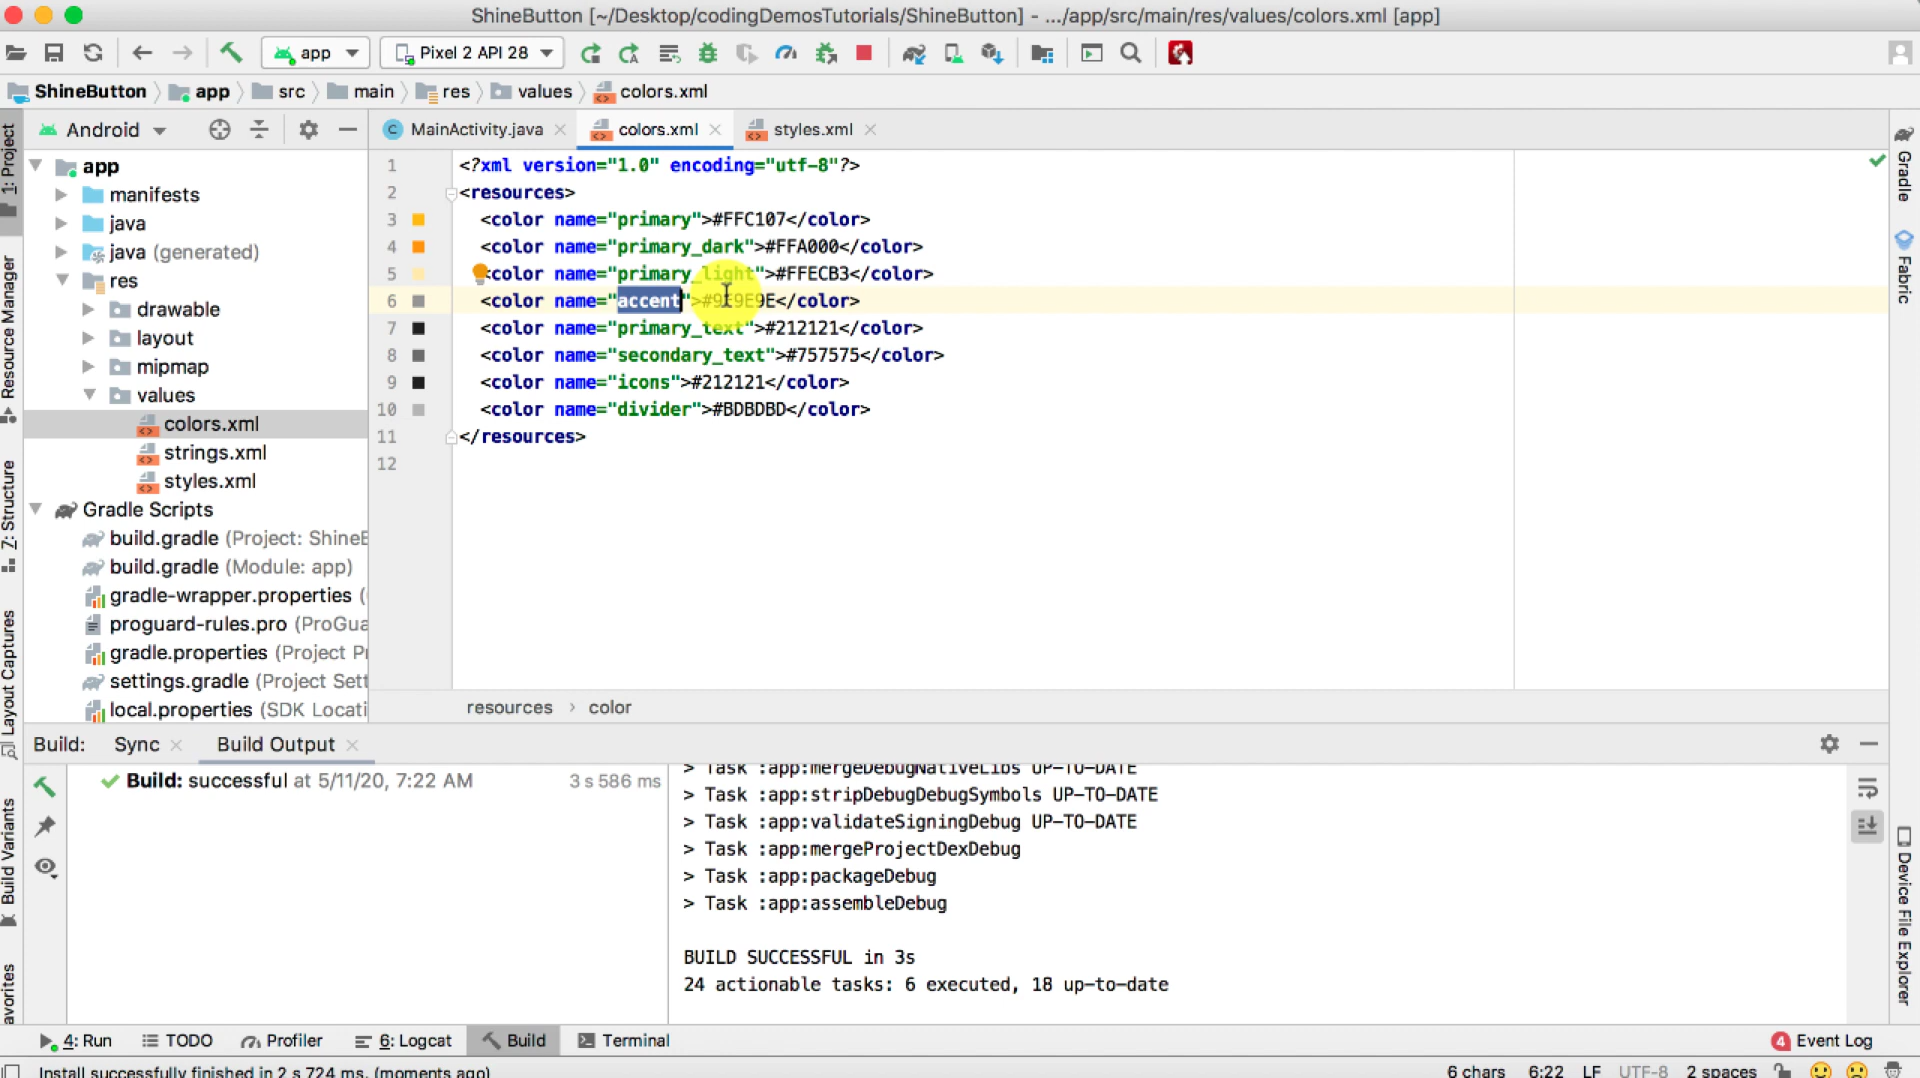 ShineButton [~/Desktop/codingDemosTutorials/ShineButton] - .../app/src/main/res/values/colors.xml [app]
app
Pixel 2 API 28
ShineButton
app
src
main
res
values
colors.xml
Android
MainActivity.java
colors.xml
styles.xml
1: Project
Resource Manager
Z: Structure
Layout Captures
Build Variants
avorites
app
manifests
java
java (generated)
res
drawable
layout
mipmap
values
colors.xml
strings.xml
styles.xml
Gradle Scripts
build.gradle (Project: ShineB
build.gradle (Module: app)
gradle-wrapper.properties (
proguard-rules.pro (ProGua
gradle.properties (Project P
settings.gradle (Project Sett
local.properties (SDK Locati
1 <?xml version="1.0" encoding="utf-8"?>
2 <resources>
3 <color name="primary">#FFC107</color>
4 <color name="primary_dark">#FFA000</color>
5 <color name="primary_light">#FFECB3</color>
6 <color name="accent">#9E9E9E</color>
7 <color name="primary_text">#212121</color>
8 <color name="secondary_text">#757575</color>
9 <color name="icons">#212121</color>
10 <color name="divider">#BDBDBD</color>
11 </resources>
12
resources › color
Gradle
Fabric
Device File Explorer
Build:
Sync
Build Output
Build: successful at 5/11/20, 7:22 AM 3 s 586 ms
> Task :app:mergeDebugNativeLibs UP-TO-DATE
> Task :app:stripDebugDebugSymbols UP-TO-DATE
> Task :app:validateSigningDebug UP-TO-DATE
> Task :app:mergeProjectDexDebug
> Task :app:packageDebug
> Task :app:assembleDebug
BUILD SUCCESSFUL in 3s
24 actionable tasks: 6 executed, 18 up-to-date
4: Run
TODO
Profiler
6: Logcat
Build
Terminal
4 Event Log
Install successfully finished in 2 s 724 ms. (moments ago)
6 chars 6:22 LF UTF-8 2 spaces